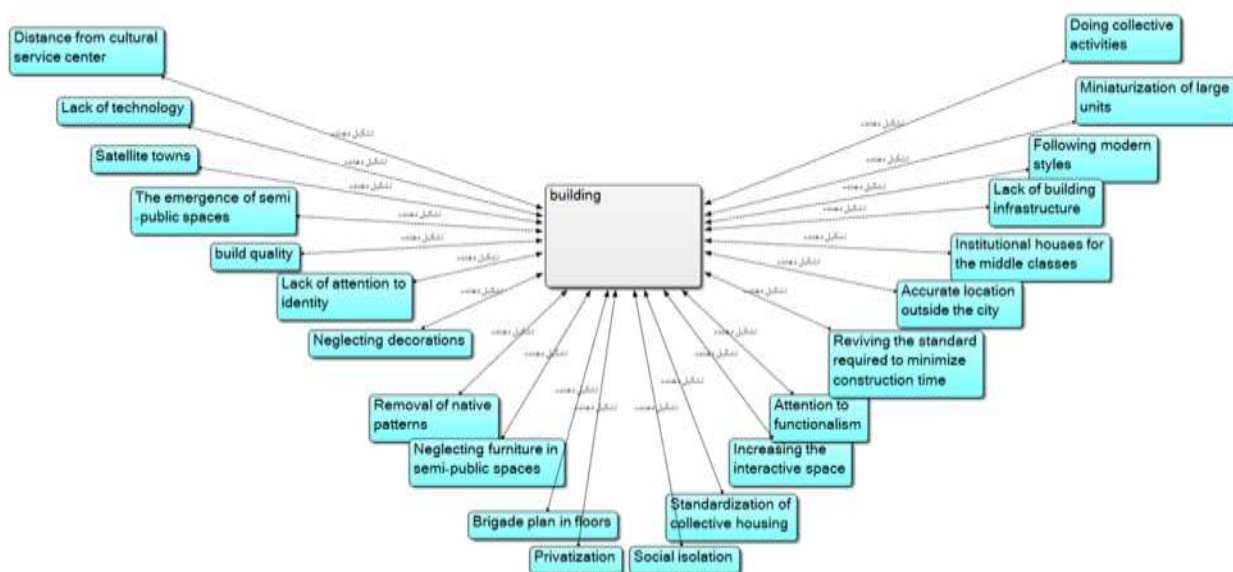 Distance from cultural
service center
Lack of technology
Satellite towns
The emergence of semi
-public spaces
build quality
Lack of attention to
identity
Neglecting decorations
Removal of native
patterns
Neglecting furniture in
semi-public spaces
Brigade plan in floors
Privatization
building
Social isolation
Standardization of
collective housing
Increasing the
interactive space
Attention to
functionalism
Reviving the standard
required to minimize
construction time
Accurate location
outside the city
Institutional houses for
the middle classes
Lack of building
infrastructure
Following modern
styles
Miniaturization of large
units
Doing collective
activities